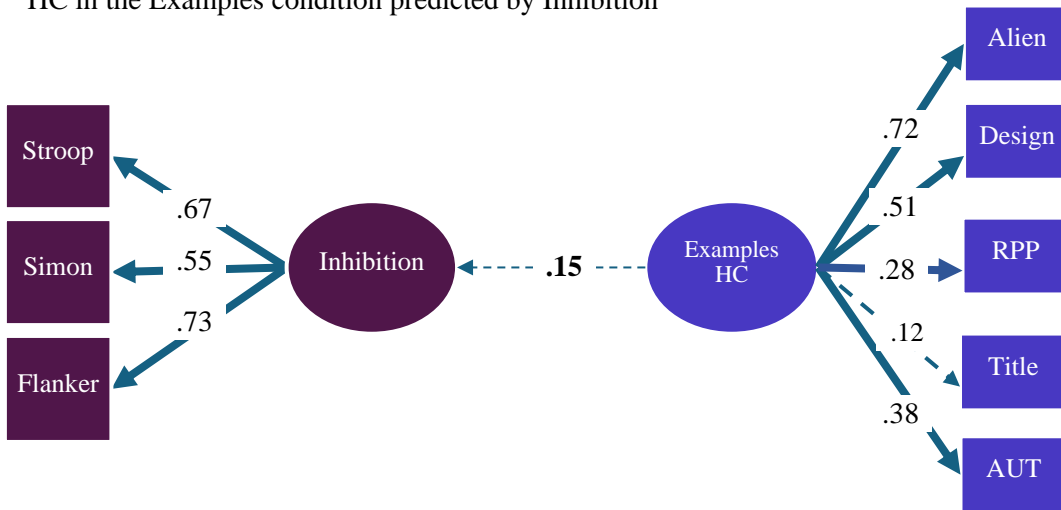 HC in the Examples condition predicted by Inhibition
Stroop
Simon
Flanker
.67
.55
.73
Inhibition
.15
Examples
HC
.72
.51
.28
.12
.38
Alien
Design
RPP
Title
AUT